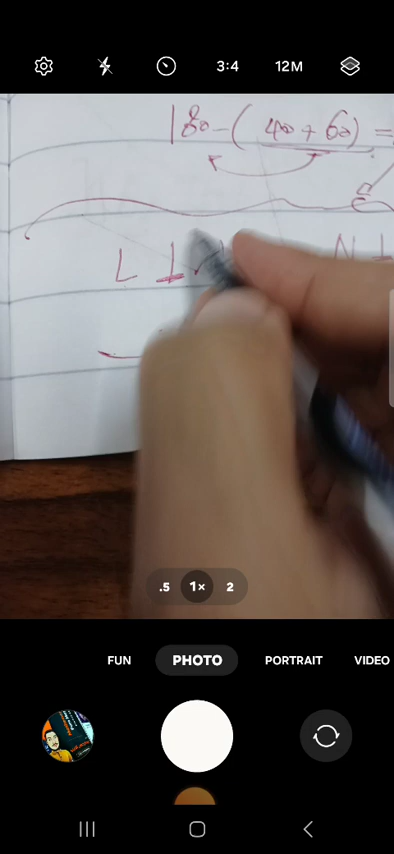 3:4 12M
180 - (40 + 60) =
L ⊥
N
.5 1× 2
FUN PHOTO PORTRAIT VIDEO